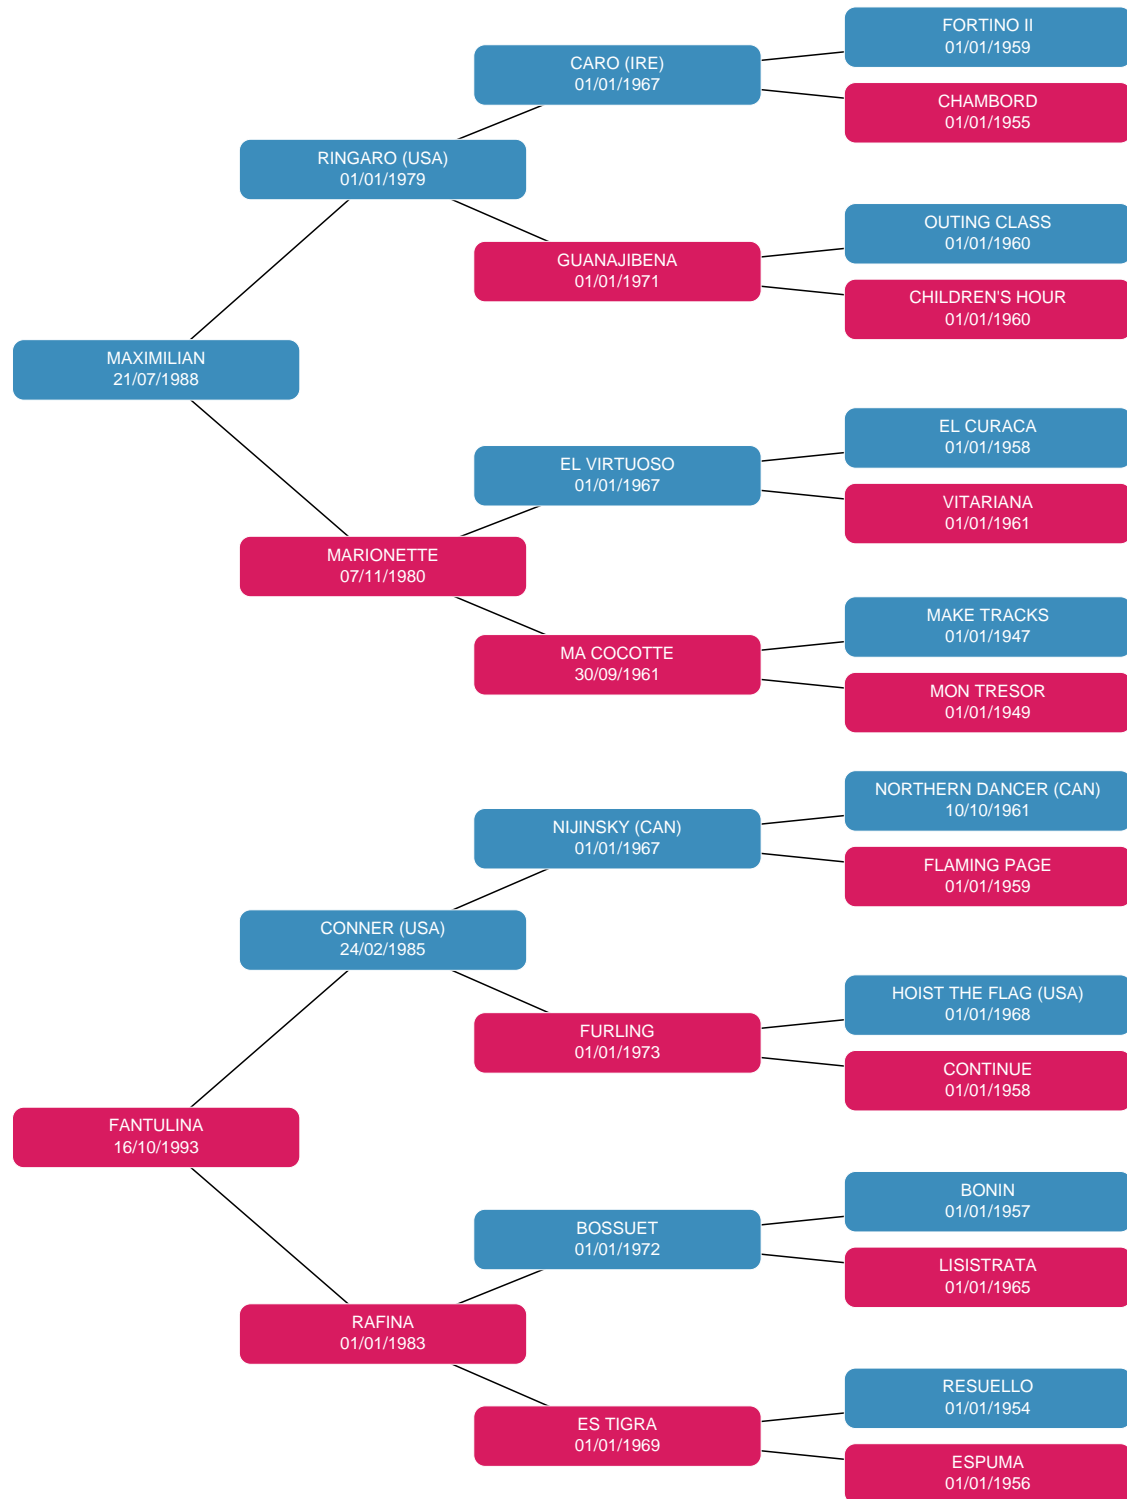 FORTINO II
01/01/1959
CARO (IRE)
01/01/1967
CHAMBORD
01/01/1955
RINGARO (USA)
01/01/1979
OUTING CLASS
01/01/1960
GUANAJIBENA
01/01/1971
CHILDREN'S HOUR
01/01/1960
MAXIMILIAN
21/07/1988
EL CURACA
01/01/1958
EL VIRTUOSO
01/01/1967
VITARIANA
01/01/1961
MARIONETTE
07/11/1980
MAKE TRACKS
01/01/1947
MA COCOTTE
30/09/1961
MON TRESOR
01/01/1949
NORTHERN DANCER (CAN)
10/10/1961
NIJINSKY (CAN)
01/01/1967
FLAMING PAGE
01/01/1959
CONNER (USA)
24/02/1985
HOIST THE FLAG (USA)
01/01/1968
FURLING
01/01/1973
CONTINUE
01/01/1958
FANTULINA
16/10/1993
BONIN
01/01/1957
BOSSUET
01/01/1972
LISISTRATA
01/01/1965
RAFINA
01/01/1983
RESUELLO
01/01/1954
ES TIGRA
01/01/1969
ESPUMA
01/01/1956